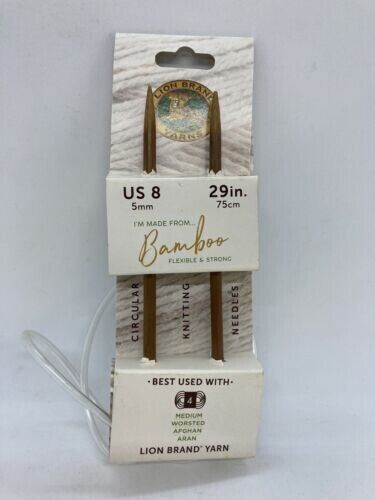 LION BRAND
YARNS
US 8 29in.
5mm 75cm
I'M MADE FROM...
Bamboo
FLEXIBLE & STRONG
CIRCULAR
KNITTING
NEEDLES
• BEST USED WITH •
4
MEDIUM
WORSTED
AFGHAN
ARAN
LION BRAND® YARN